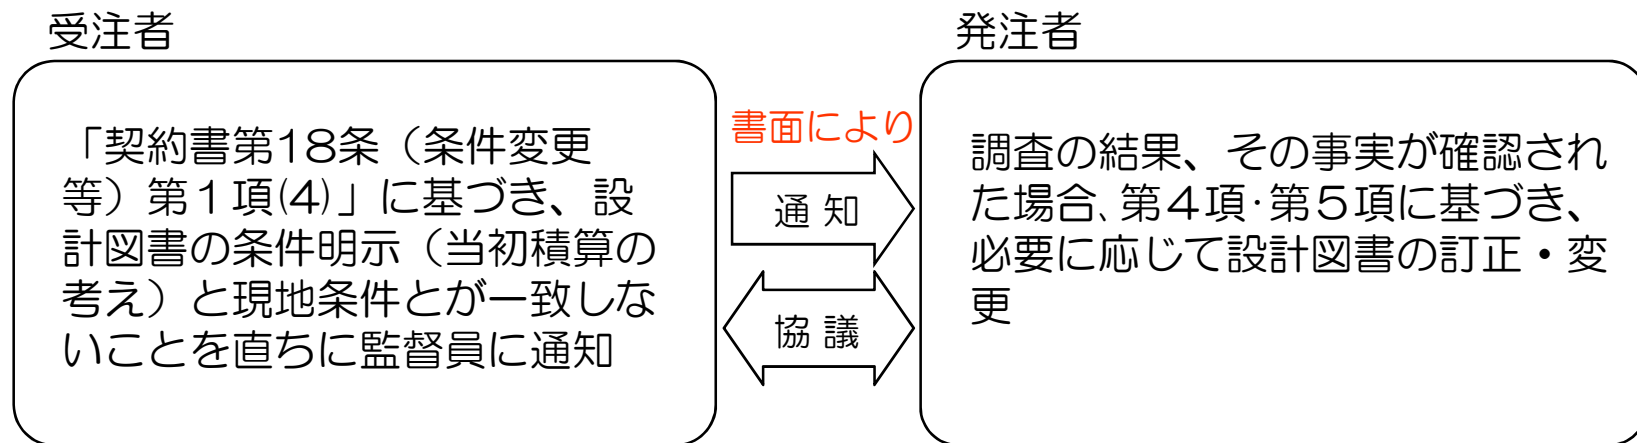 受注者
「契約書第18条（条件変更
等）第１項(4)」に基づき、設
計図書の条件明示（当初積算の
考え）と現地条件とが一致しな
いことを直ちに監督員に通知
書面により
通 知
協 議
発注者
調査の結果、その事実が確認され
た場合、第４項･第５項に基づき、
必要に応じて設計図書の訂正・変
更